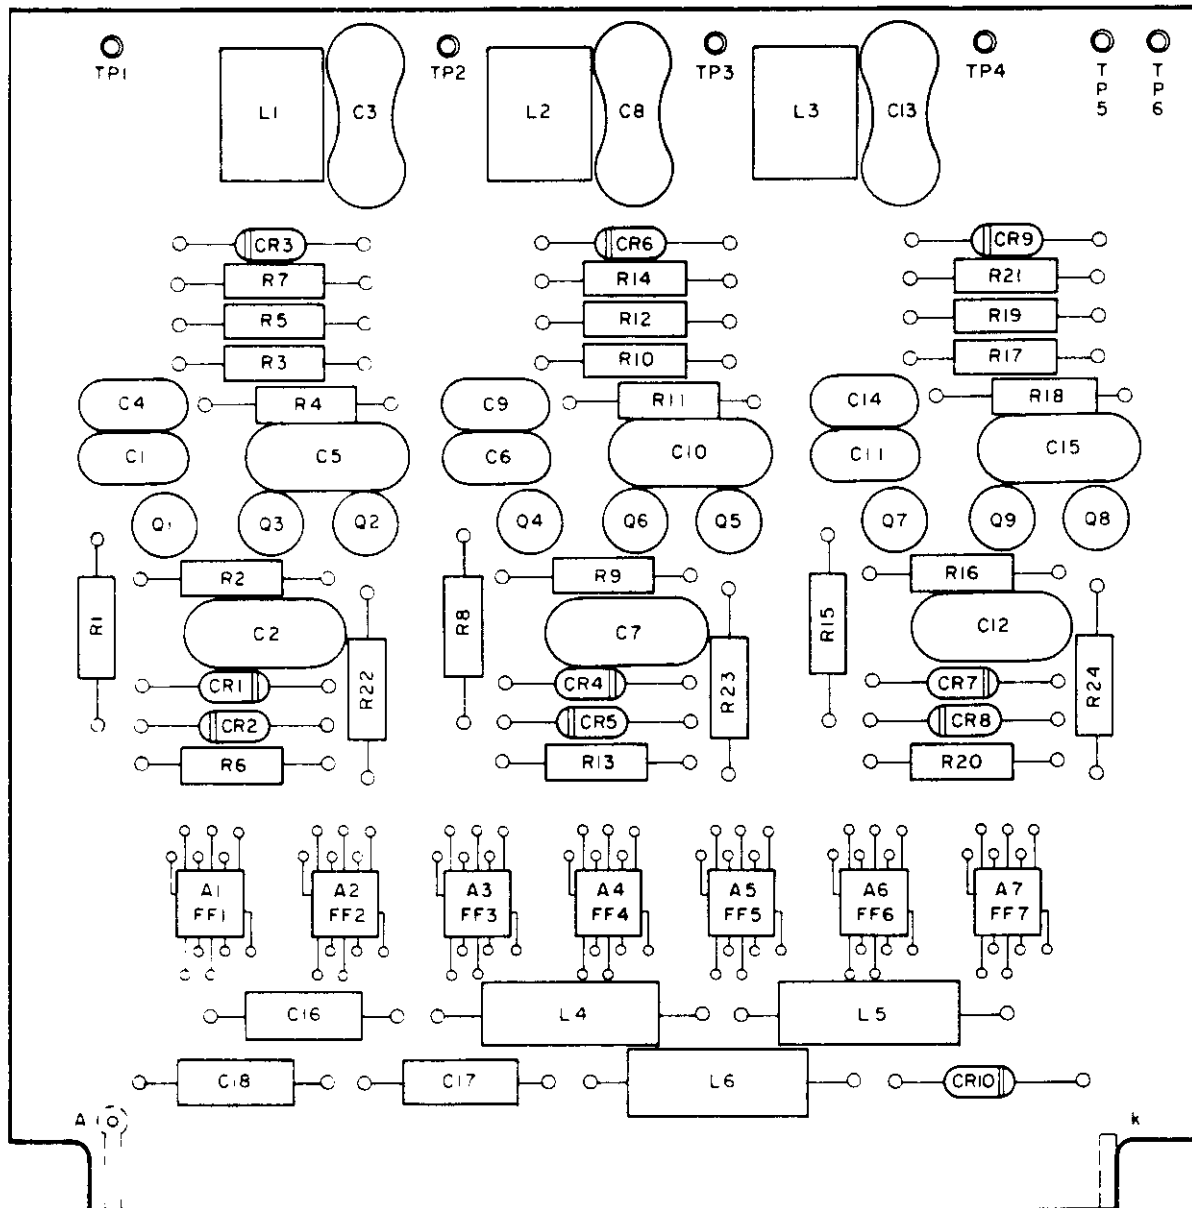 TP1
TP2
TP3
TP4
TP5
TP6
L1
C3
L2
C8
L3
C13
CR3
CR6
CR9
R7
R14
R21
R5
R12
R19
R3
R10
R17
C4
R4
C9
R11
C14
R18
C1
C5
C6
C10
C11
C15
Q1
Q3
Q2
Q4
Q6
Q5
Q7
Q9
Q8
R2
R9
R16
R1
C2
R22
R8
C7
R23
R15
C12
R24
CR1
CR4
CR7
CR2
CR5
CR8
R6
R13
R20
A1
FF1
A2
FF2
A3
FF3
A4
FF4
A5
FF5
A6
FF6
A7
FF7
C16
L4
L5
C18
C17
L6
CR10
A
k